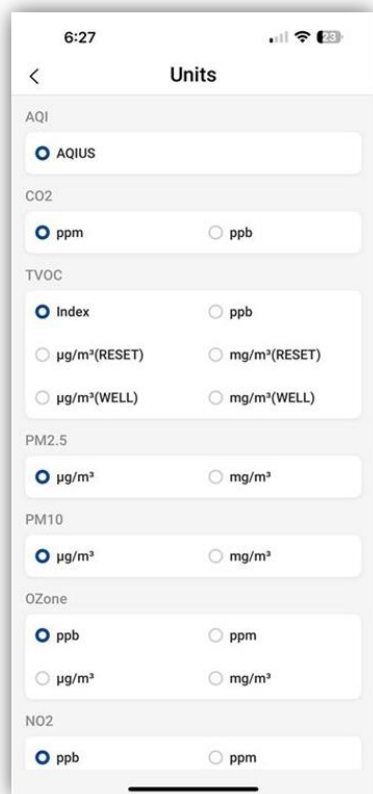 6:27
23
Units
AQI
AQIUS
CO2
ppm ppb
TVOC
Index ppb
µg/m³(RESET) mg/m³(RESET)
µg/m³(WELL) mg/m³(WELL)
PM2.5
µg/m³ mg/m³
PM10
µg/m³ mg/m³
OZone
ppb ppm
µg/m³ mg/m³
NO2
ppb ppm